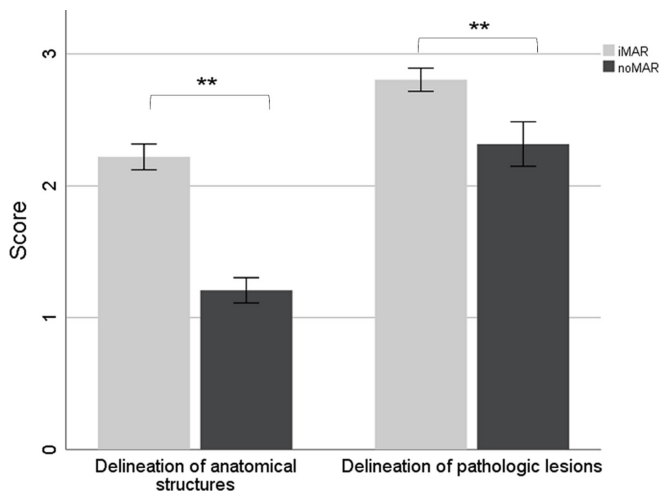 **
**
iMAR
noMAR
3
2
1
0
Score
Delineation of anatomical
structures
Delineation of pathologic lesions